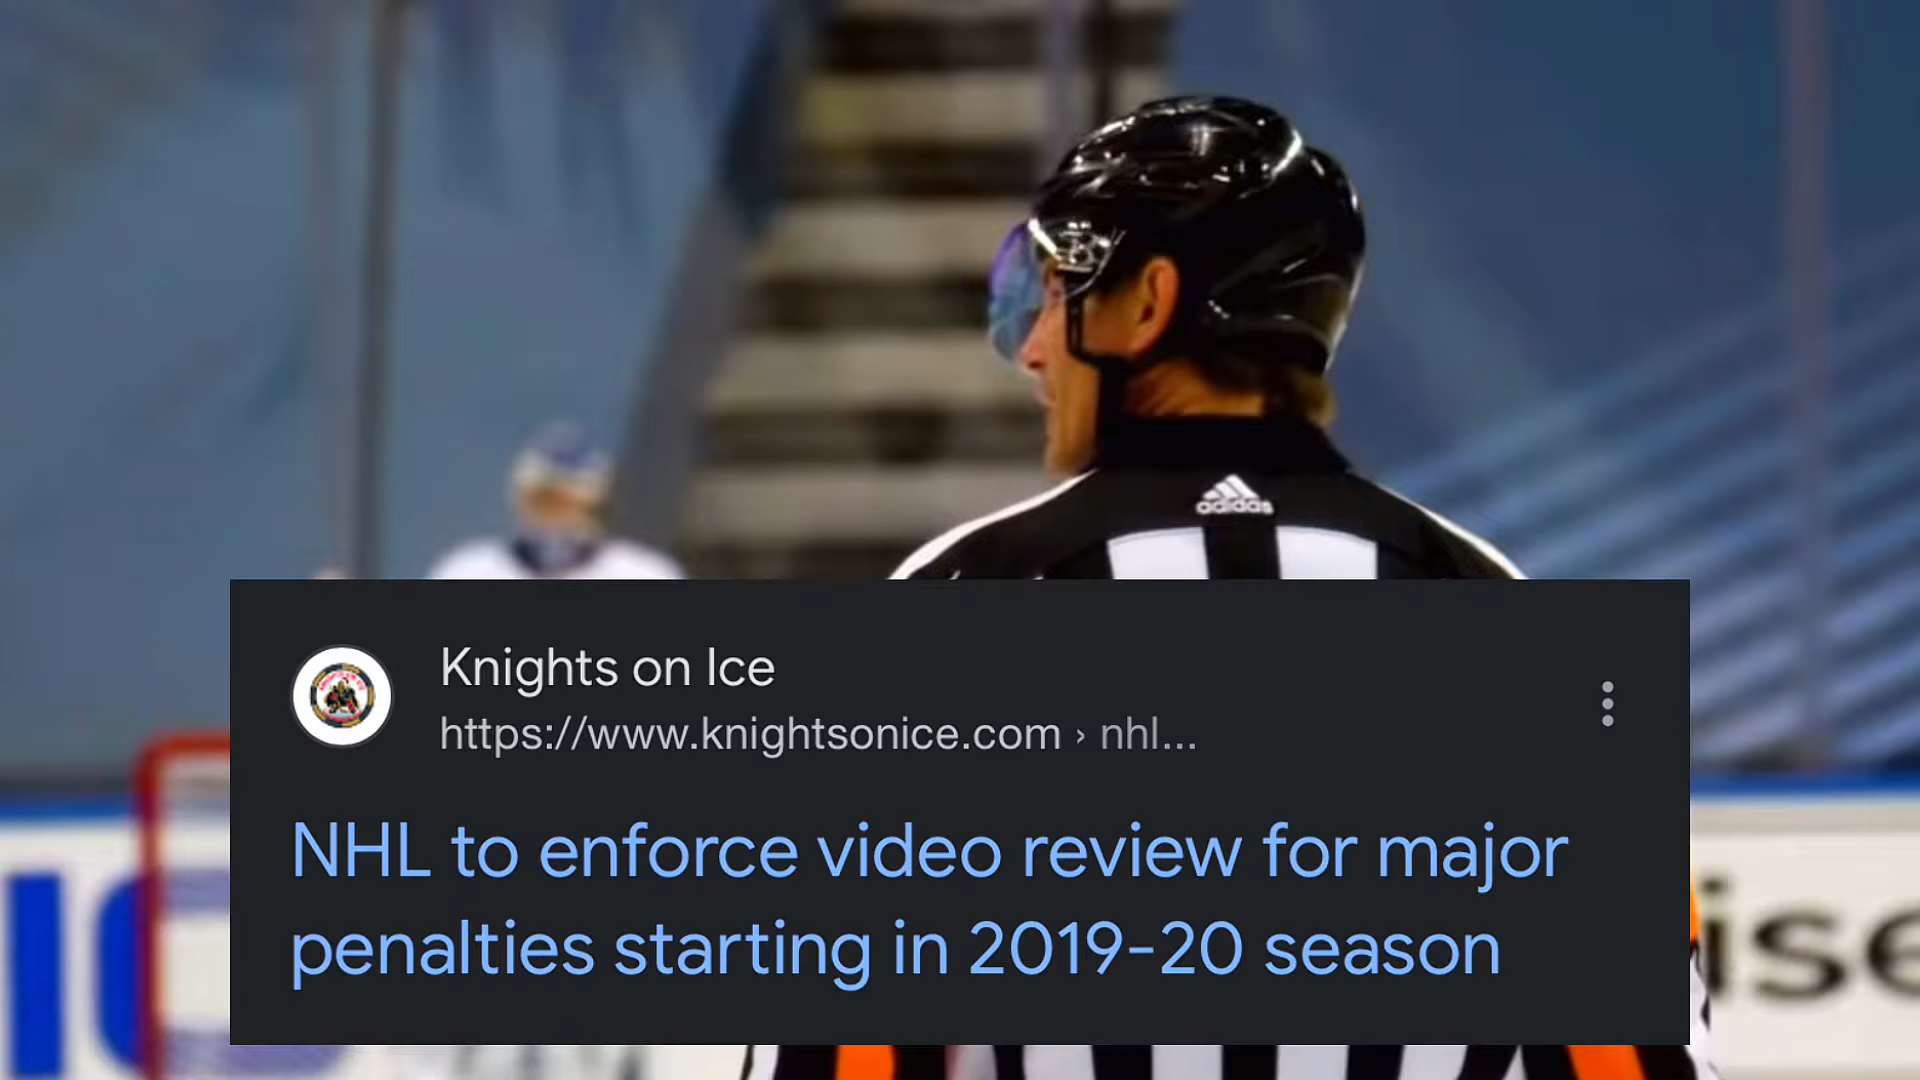 adidas
Knights on Ice
https://www.knightsonice.com › nhl...
NHL to enforce video review for major
penalties starting in 2019-20 season
ise